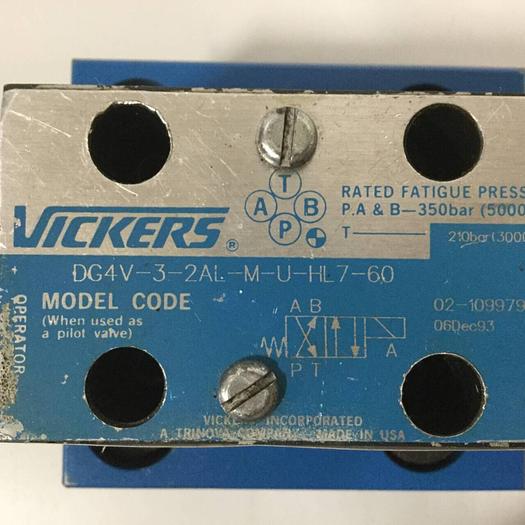 T
A B
P
RATED FATIGUE PRESS
P.A & B—350bar (5000
T 210bar (3000
VICKERS ®
DG4V-3-2AL-M-U-HL7-60
MODEL CODE
(When used as
a pilot valve)
OPERATOR
A B
P T
A
02-109979
06Dec93
VICKERS INCORPORATED
A TRINOVA COMPANY MADE IN USA